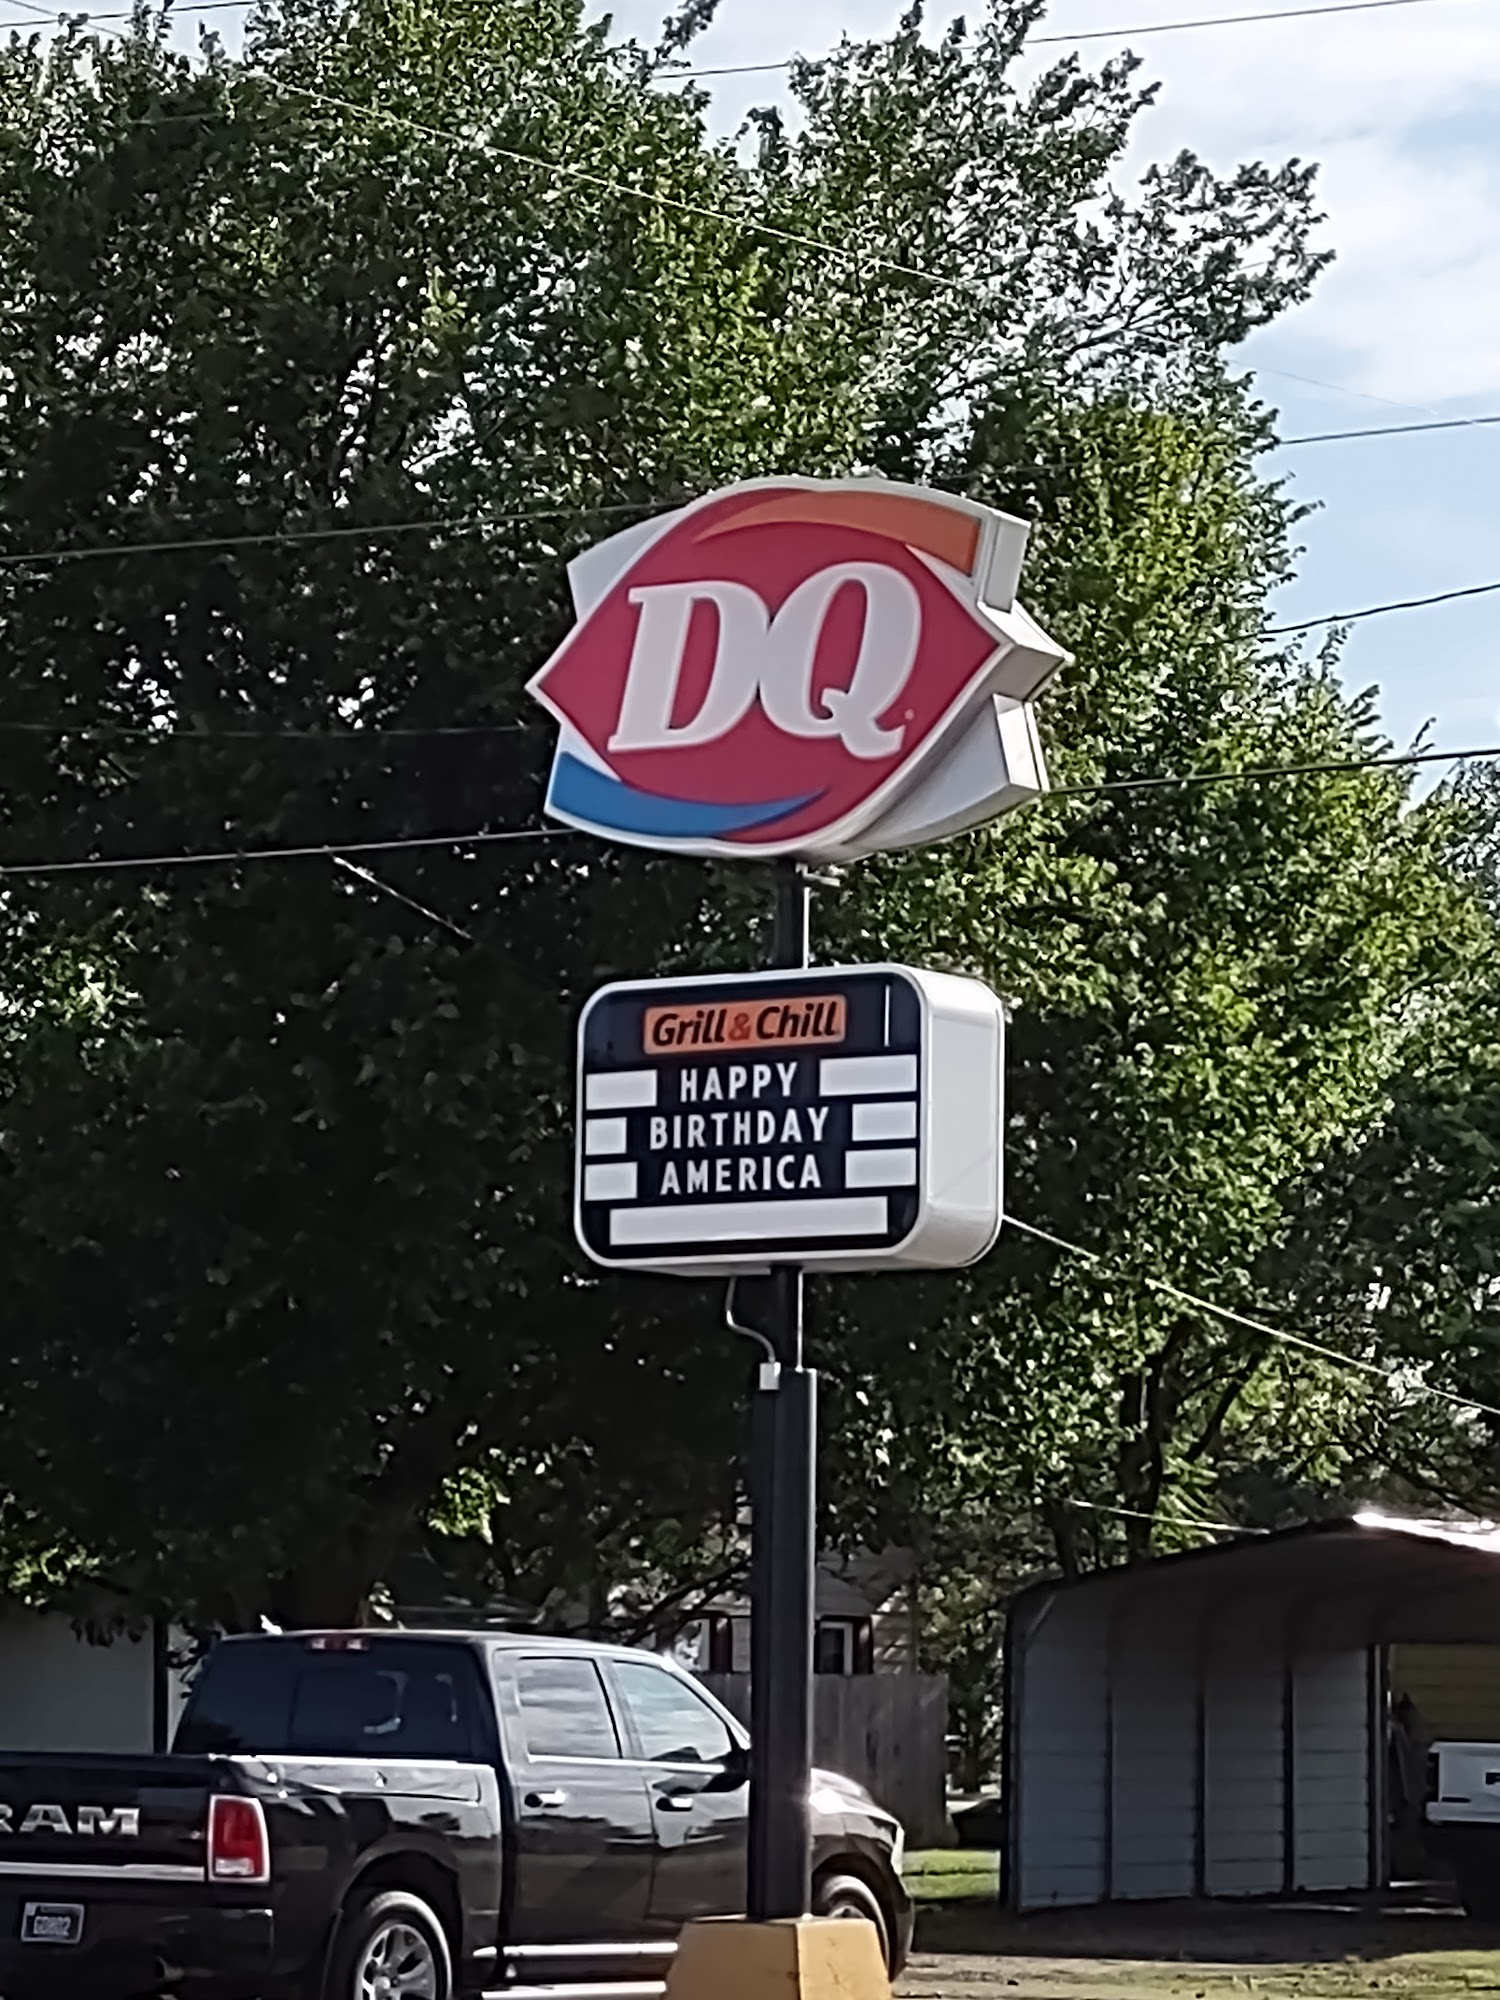 DQ
Grill & Chill
HAPPY
BIRTHDAY
AMERICA
RAM